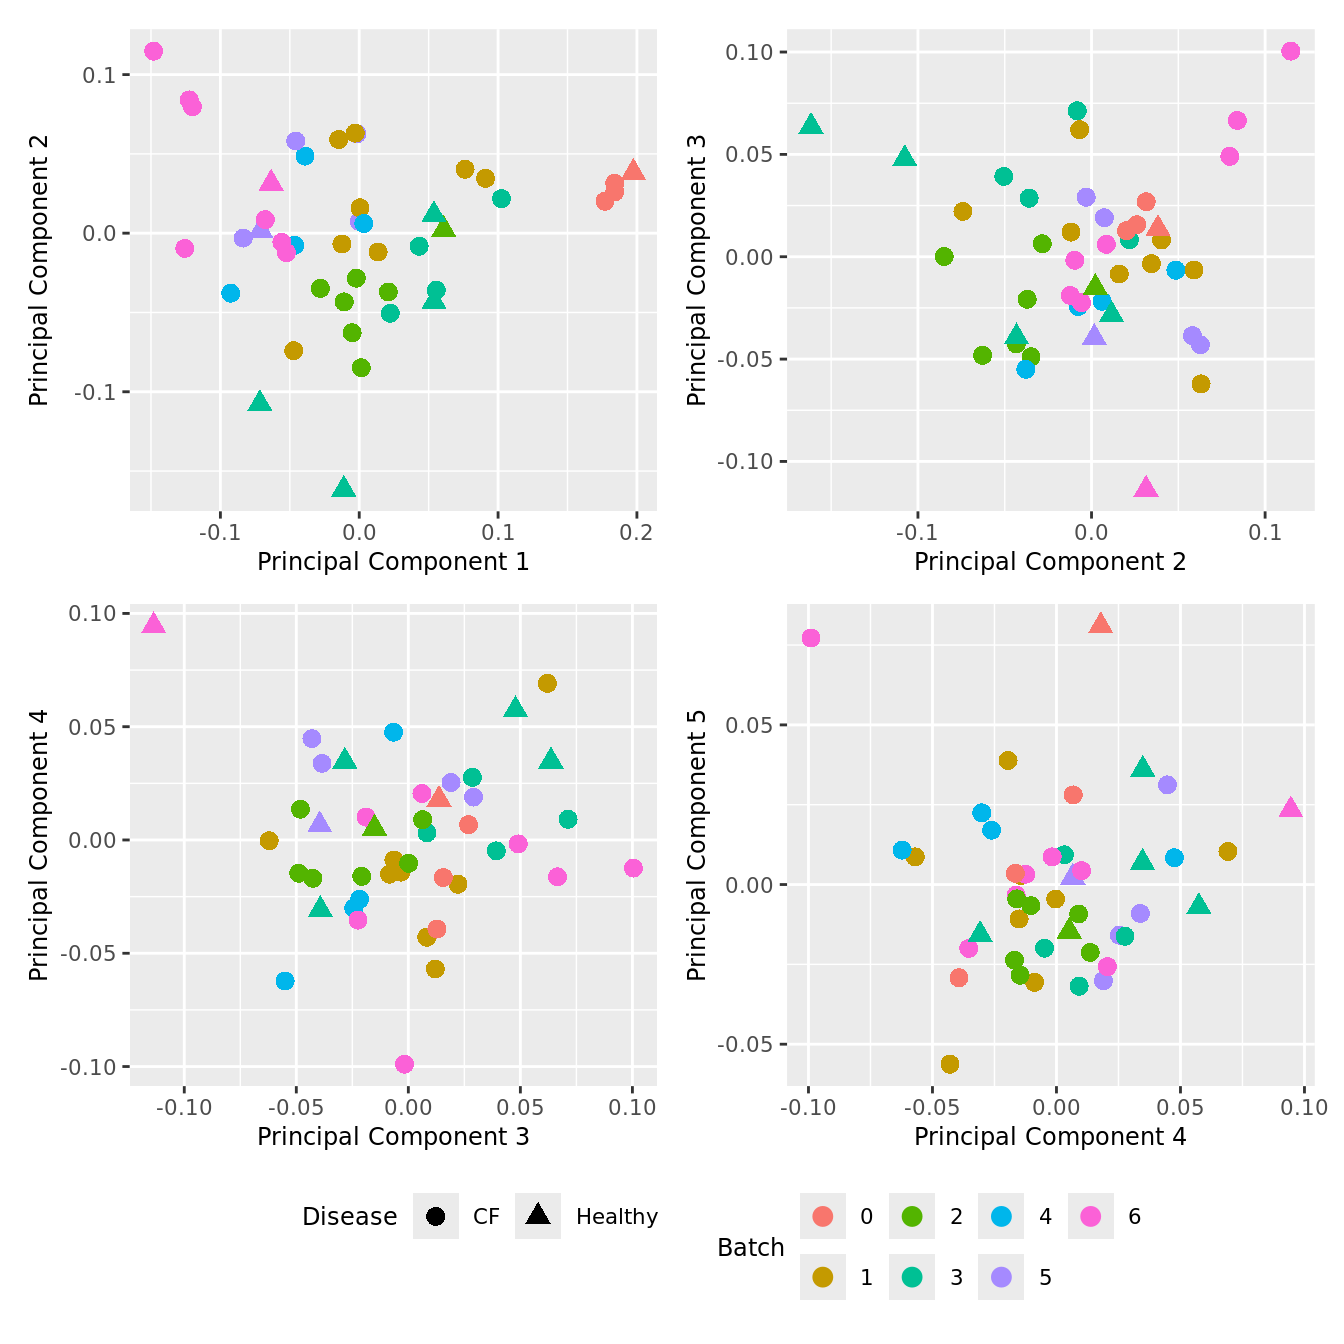 0.1
0.0
-0.1
Principal Component 2
-0.1 0.0 0.1 0.2
Principal Component 1
0.10
0.05
0.00
-0.05
-0.10
Principal Component 3
-0.1 0.0 0.1
Principal Component 2
0.10
0.05
0.00
-0.05
-0.10
Principal Component 4
-0.10 -0.05 0.00 0.05 0.10
Principal Component 3
0.05
0.00
-0.05
Principal Component 5
-0.10 -0.05 0.00 0.05 0.10
Principal Component 4
Disease CF Healthy
Batch
0 2 4 6
1 3 5